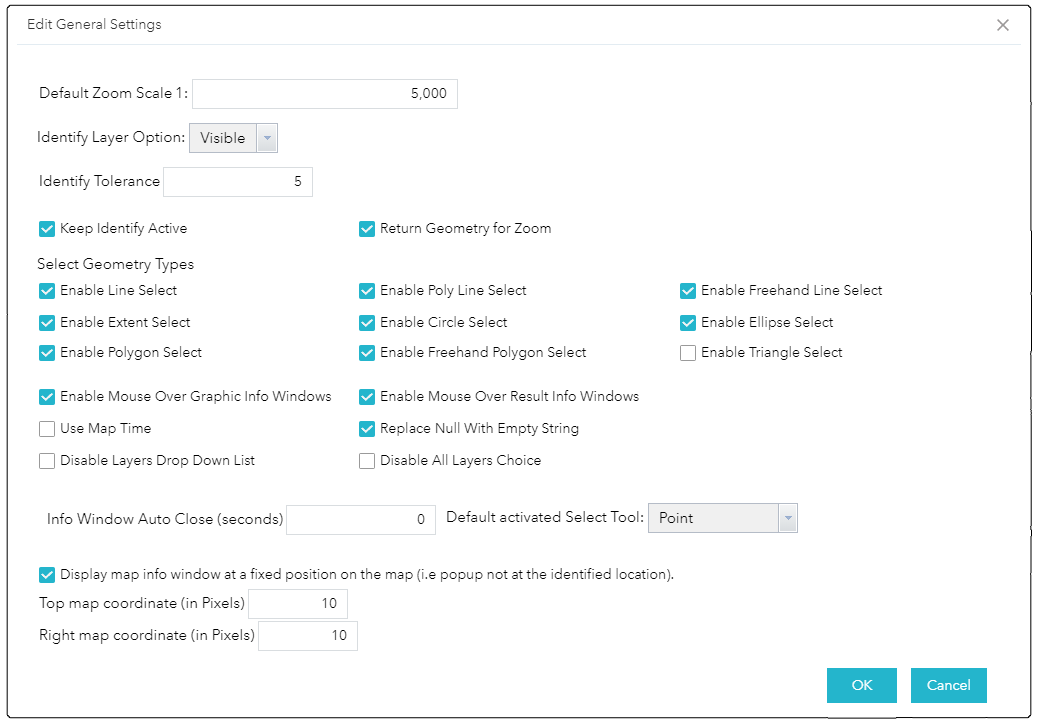 Edit General Settings
Default Zoom Scale 1: 5,000
Identify Layer Option: Visible
Identify Tolerance 5
Keep Identify Active Return Geometry for Zoom
Select Geometry Types
Enable Line Select Enable Poly Line Select Enable Freehand Line Select
Enable Extent Select Enable Circle Select Enable Ellipse Select
Enable Polygon Select Enable Freehand Polygon Select Enable Triangle Select
Enable Mouse Over Graphic Info Windows Enable Mouse Over Result Info Windows
Use Map Time Replace Null With Empty String
Disable Layers Drop Down List Disable All Layers Choice
Info Window Auto Close (seconds) 0 Default activated Select Tool: Point
Display map info window at a fixed position on the map (i.e popup not at the identified location).
Top map coordinate (in Pixels) 10
Right map coordinate (in Pixels) 10
OK Cancel